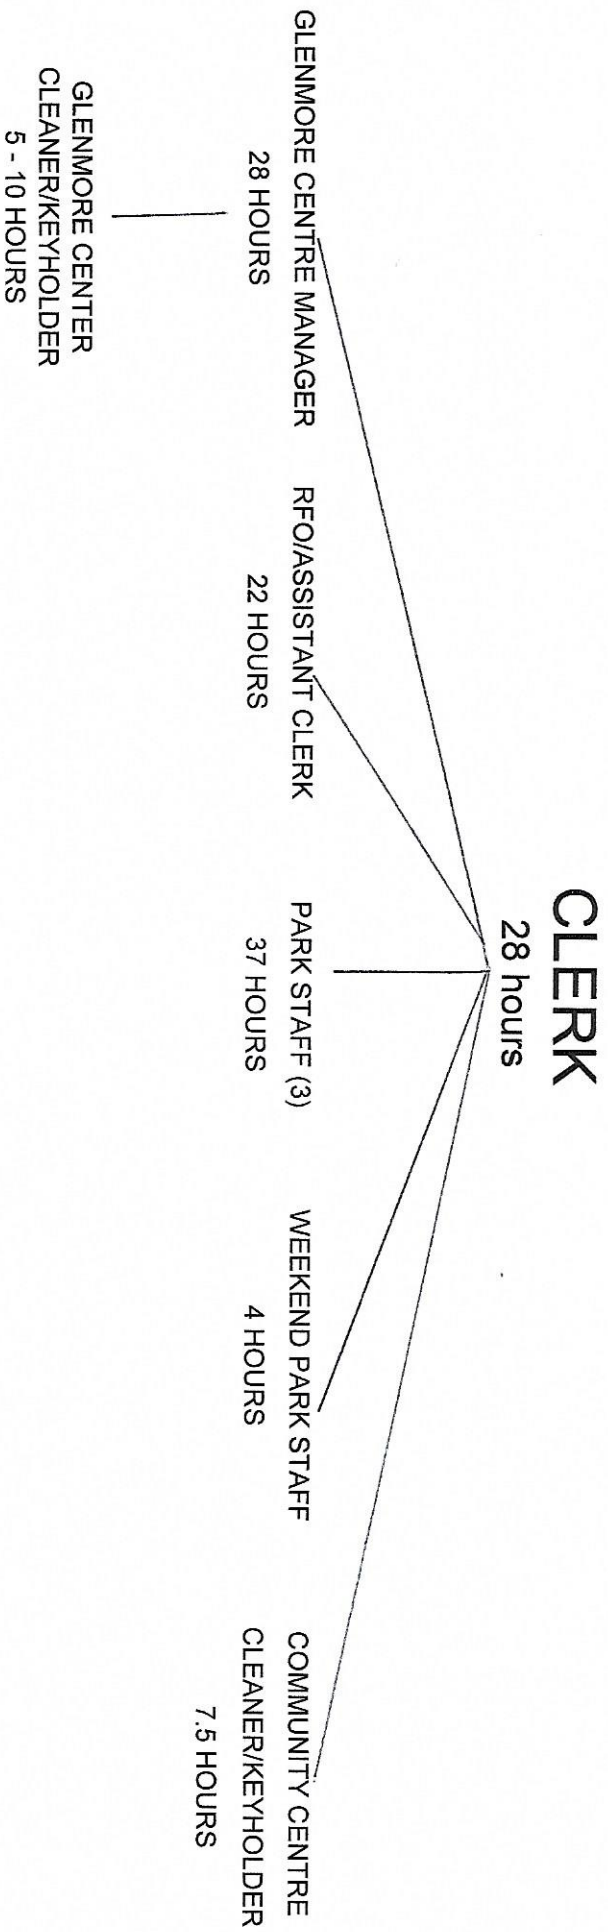 CLERK
28 hours
GLENMORE CENTRE MANAGER
28 HOURS
RFO/ASSISTANT CLERK
22 HOURS
PARK STAFF (3)
37 HOURS
WEEKEND PARK STAFF
4 HOURS
COMMUNITY CENTRE
CLEANER/KEYHOLDER
7.5 HOURS
GLENMORE CENTER
CLEANER/KEYHOLDER
5 - 10 HOURS